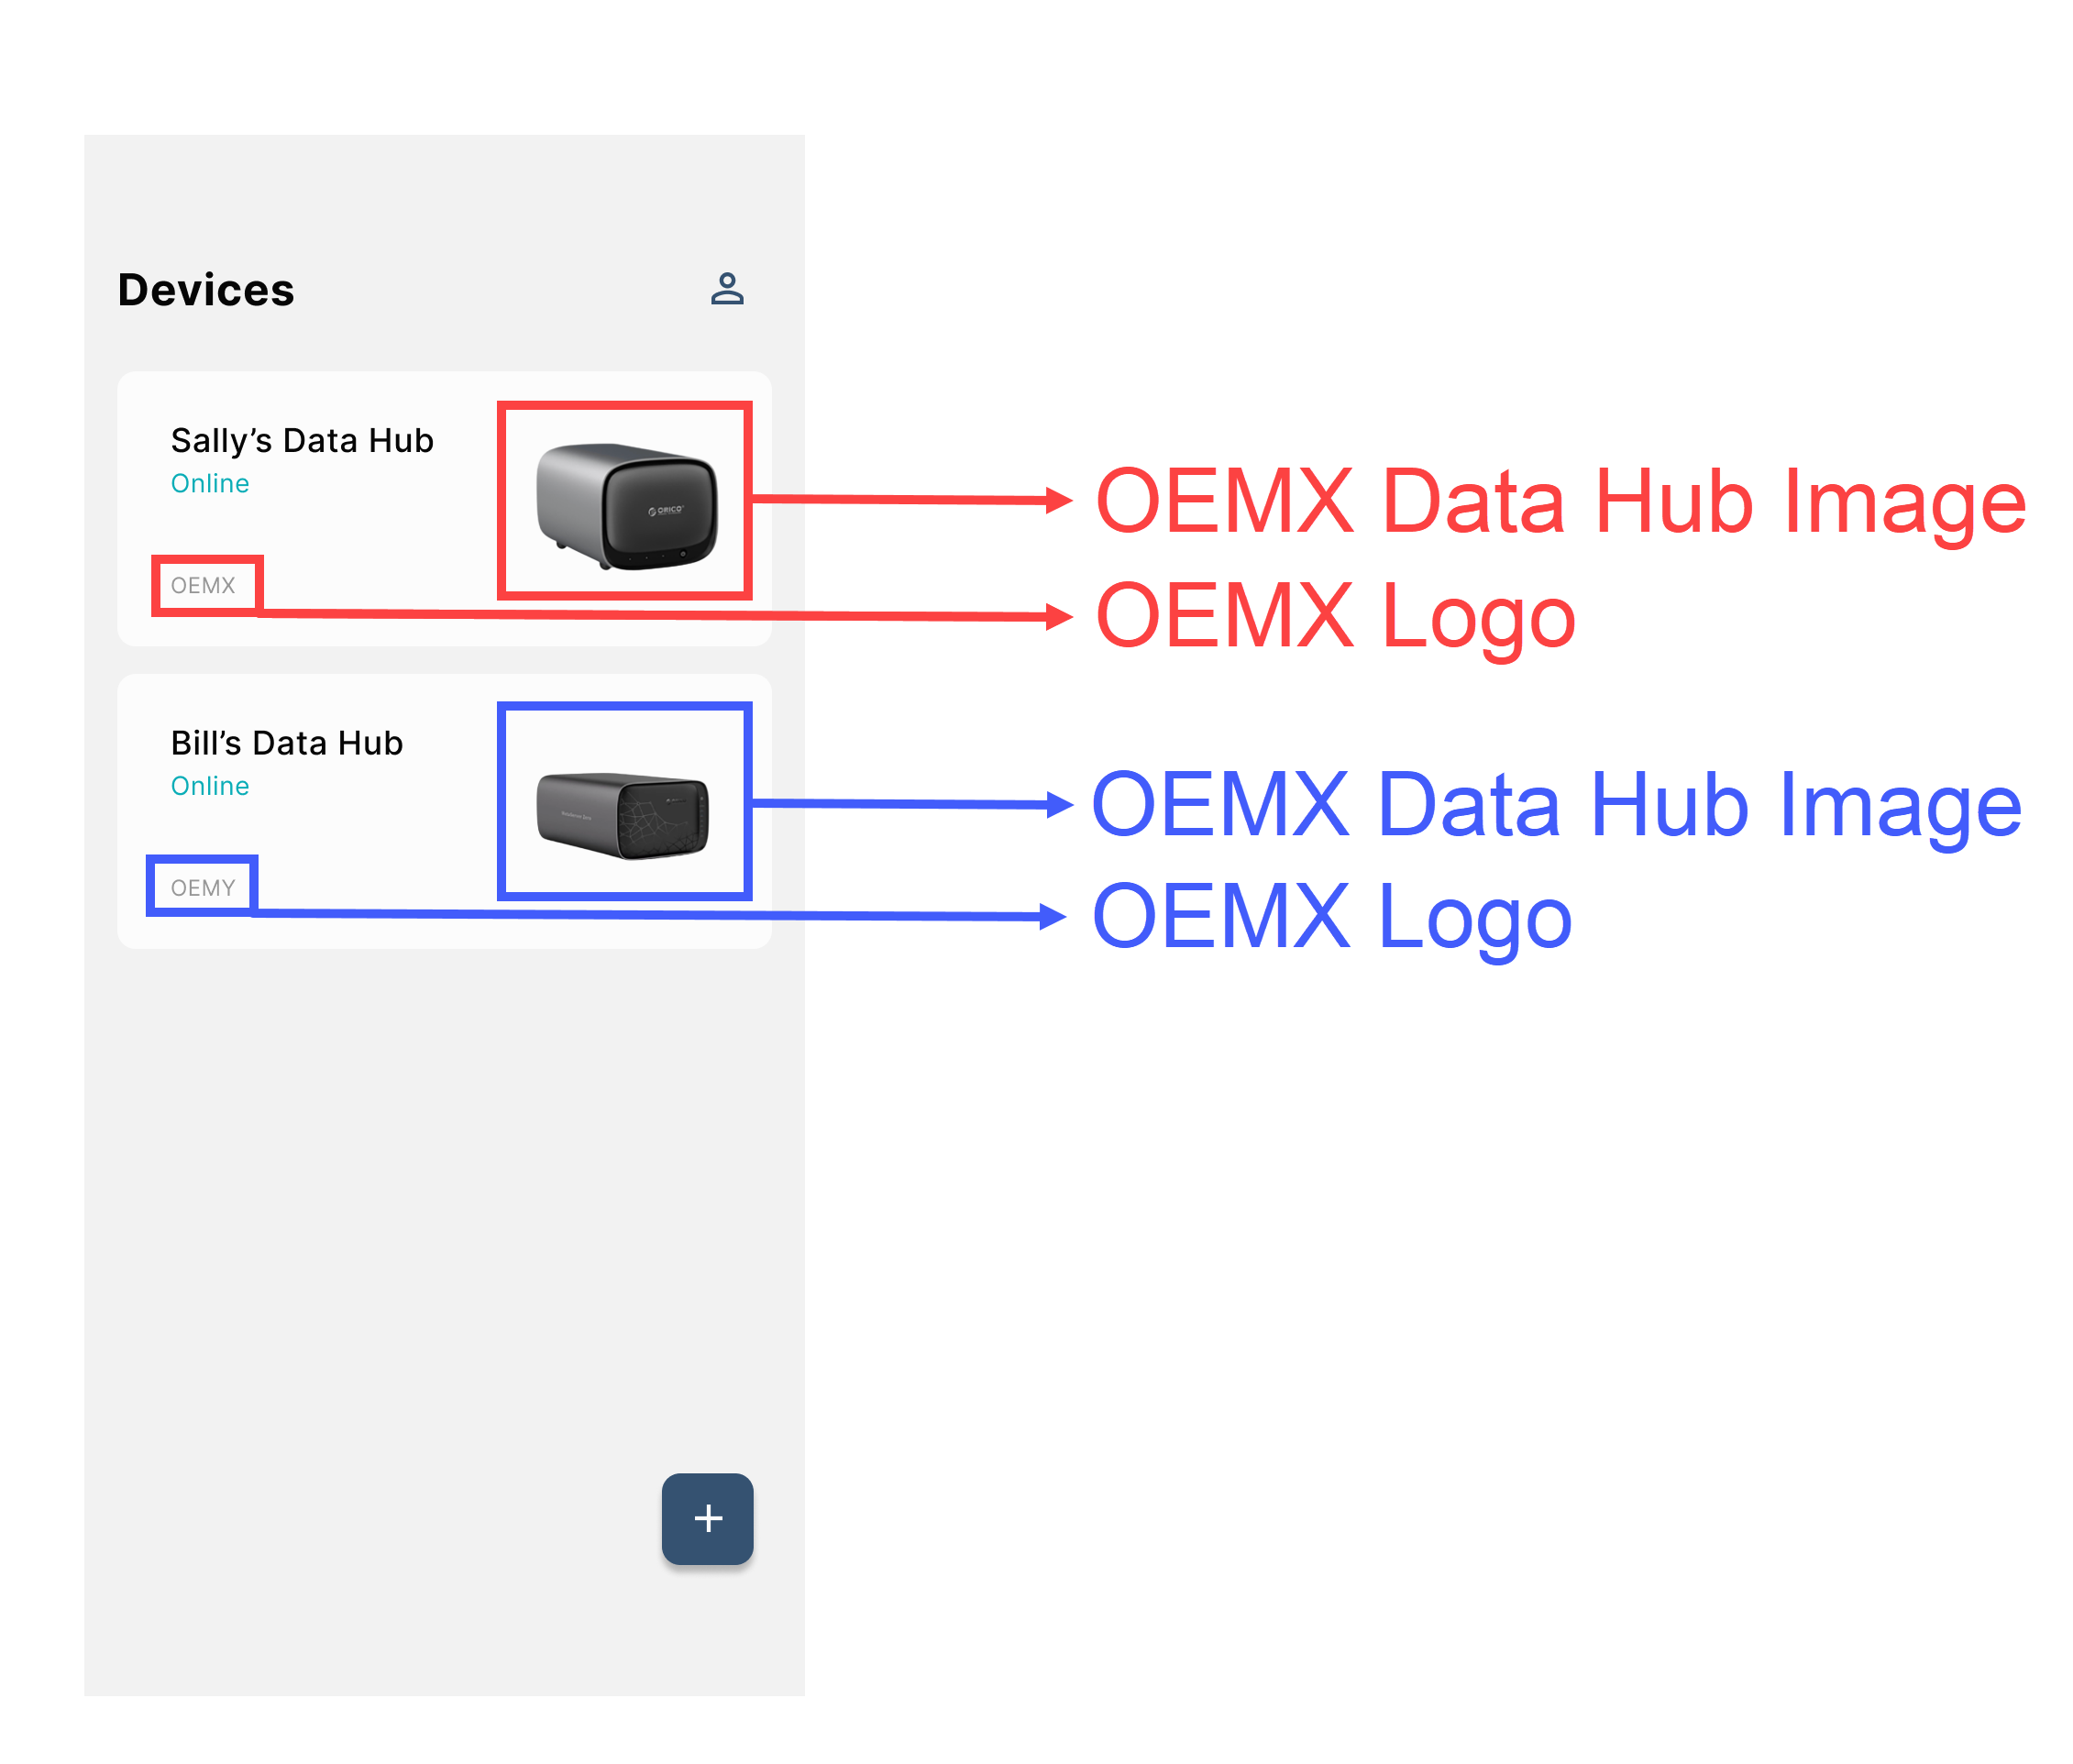 Devices
Sally’s Data Hub
Online
ORICO
OEMX
OEMX Data Hub Image
OEMX Logo
Bill’s Data Hub
Online
OEMY
OEMX Data Hub Image
OEMX Logo
+